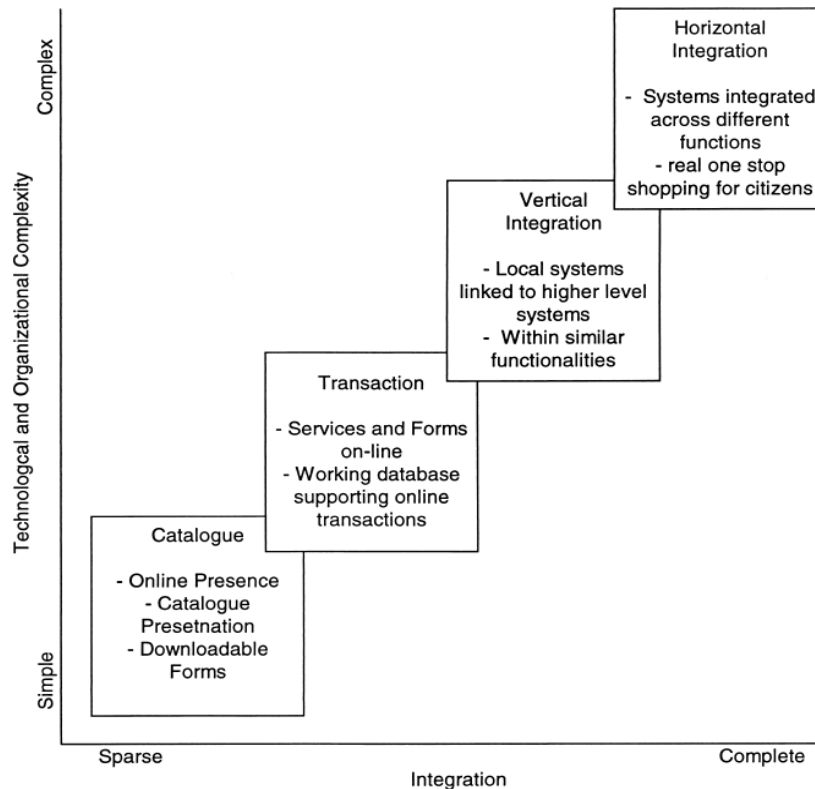 Horizontal
Integration
- Systems integrated
across different
functions
- real one stop
shopping for citizens
Vertical
Integration
- Local systems
linked to higher level
systems
- Within similar
functionalities
Transaction
- Services and Forms
on-line
- Working database
supporting online
transactions
Catalogue
- Online Presence
- Catalogue
Presetnation
- Downloadable
Forms
Complex
Technologcal and Organizational Complexity
Simple
Sparse
Complete
Integration